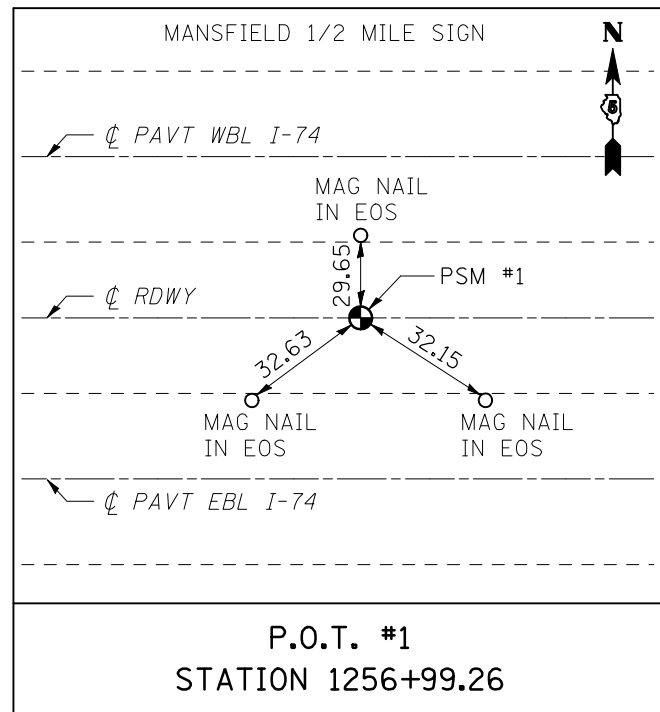 MANSFIELD 1/2 MILE SIGN
N
5
℄ PAVT WBL I-74
MAG NAIL
IN EOS
29.65
PSM #1
℄ RDWY
32.63
32.15
MAG NAIL
IN EOS
MAG NAIL
IN EOS
℄ PAVT EBL I-74
P.O.T. #1
STATION 1256+99.26